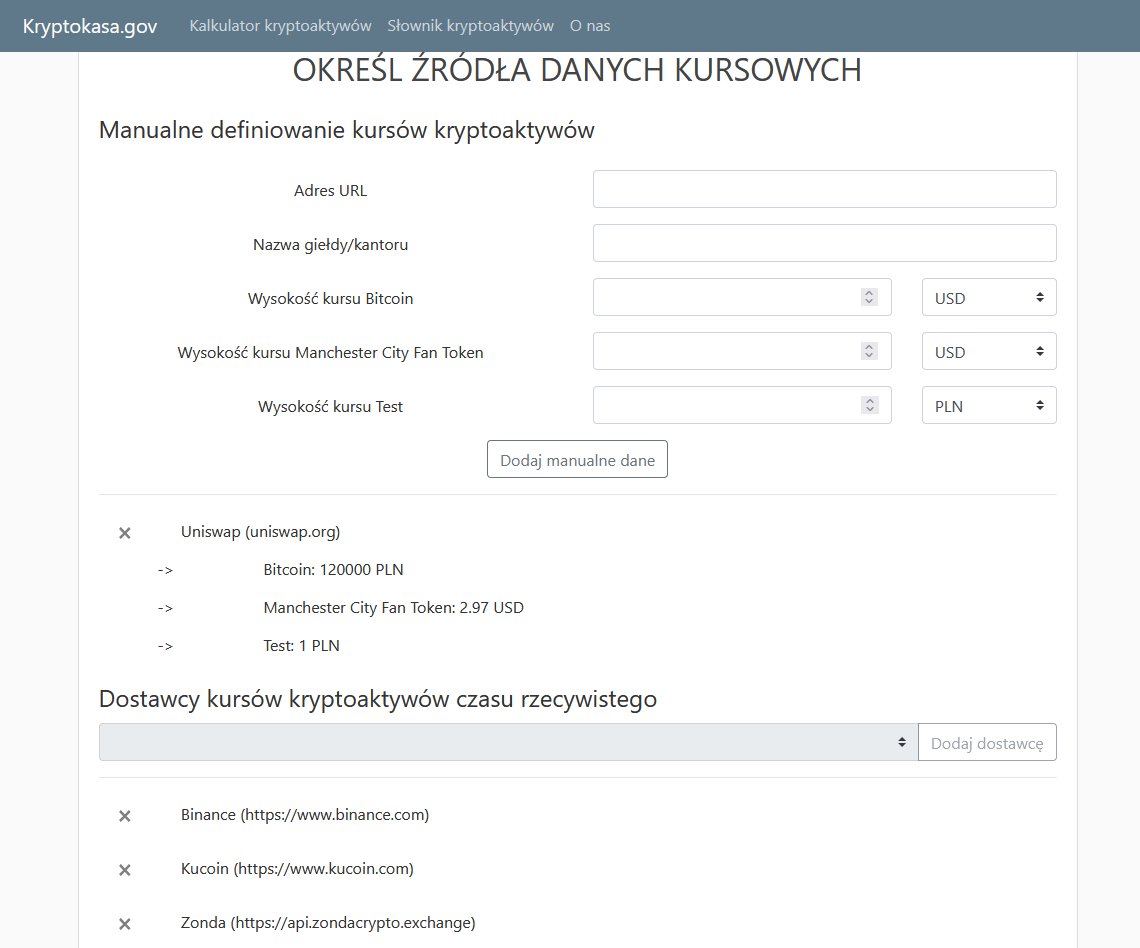 Kryptokasa.gov Kalkulator kryptoaktywów Słownik kryptoaktywów O nas
OKREŚL ŹRÓDŁA DANYCH KURSOWYCH
Manualne definiowanie kursów kryptoaktywów
Adres URL
Nazwa giełdy/kantoru
Wysokość kursu Bitcoin USD
Wysokość kursu Manchester City Fan Token USD
Wysokość kursu Test PLN
Dodaj manualne dane
× Uniswap (uniswap.org)
-> Bitcoin: 120000 PLN
-> Manchester City Fan Token: 2.97 USD
-> Test: 1 PLN
Dostawcy kursów kryptoaktywów czasu rzecywistego
Dodaj dostawcę
× Binance (https://www.binance.com)
× Kucoin (https://www.kucoin.com)
× Zonda (https://api.zondacrypto.exchange)